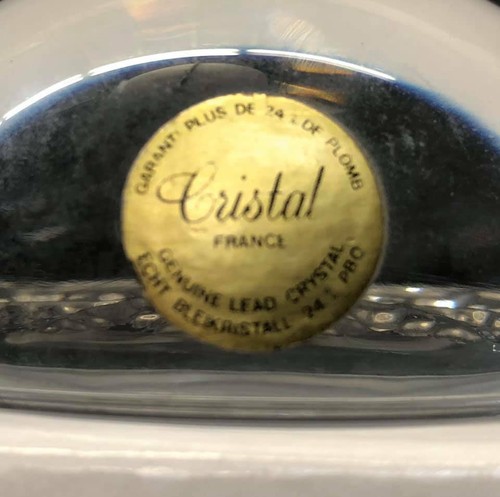 GARANTI PLUS DE 24 % DE PLOMB
Cristal
FRANCE
GENUINE LEAD CRYSTAL
ECHT BLEIKRISTALL 24 % PBO